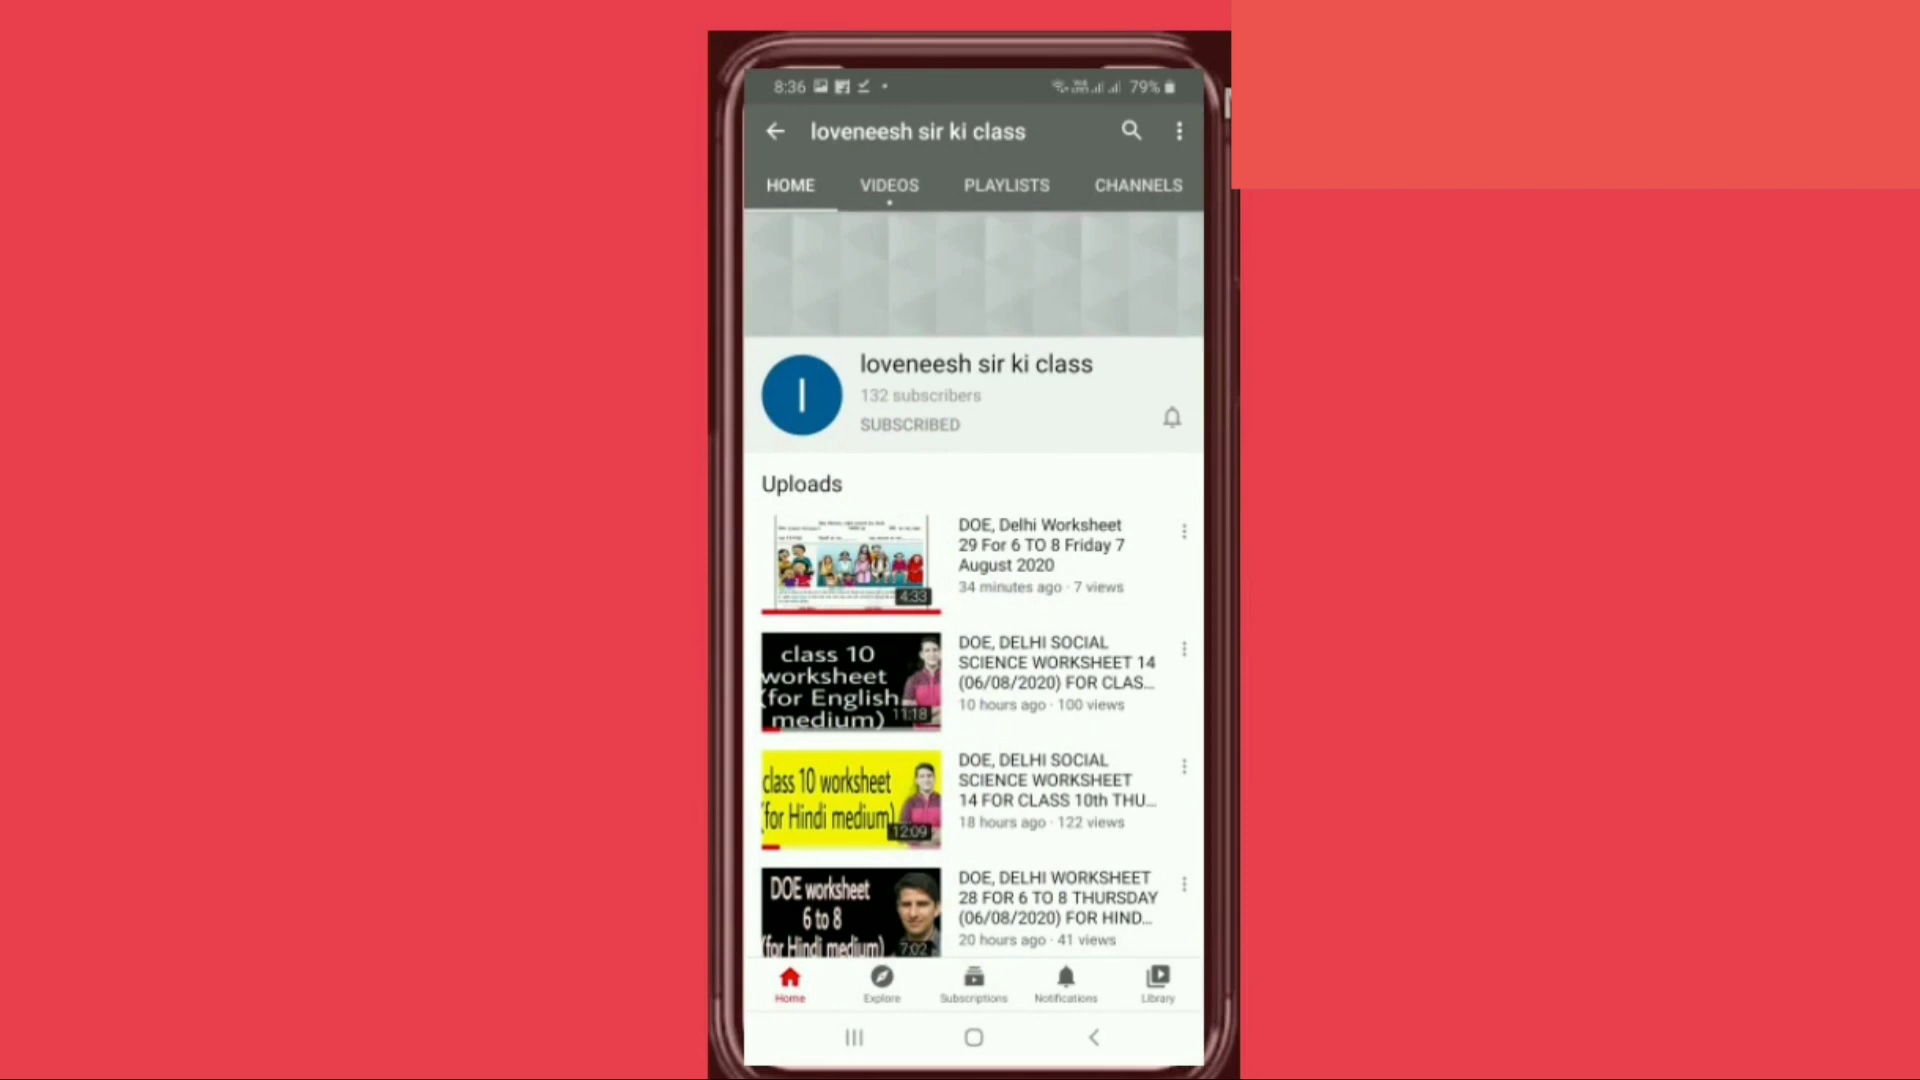 8:36 79%
loveneesh sir ki class
HOME VIDEOS PLAYLISTS CHANNELS
l
loveneesh sir ki class
132 subscribers
SUBSCRIBED
Uploads
4:33
DOE, Delhi Worksheet
29 For 6 TO 8 Friday 7
August 2020
34 minutes ago · 7 views
class 10
worksheet
(for English
medium)
11:18
DOE, DELHI SOCIAL
SCIENCE WORKSHEET 14
(06/08/2020) FOR CLAS...
10 hours ago · 100 views
class 10 worksheet
(for Hindi medium)
12:09
DOE, DELHI SOCIAL
SCIENCE WORKSHEET
14 FOR CLASS 10th THU...
18 hours ago · 122 views
DOE worksheet
6 to 8
(for Hindi medium)
7:02
DOE, DELHI WORKSHEET
28 FOR 6 TO 8 THURSDAY
(06/08/2020) FOR HIND...
20 hours ago · 41 views
Home Explore Subscriptions Notifications Library